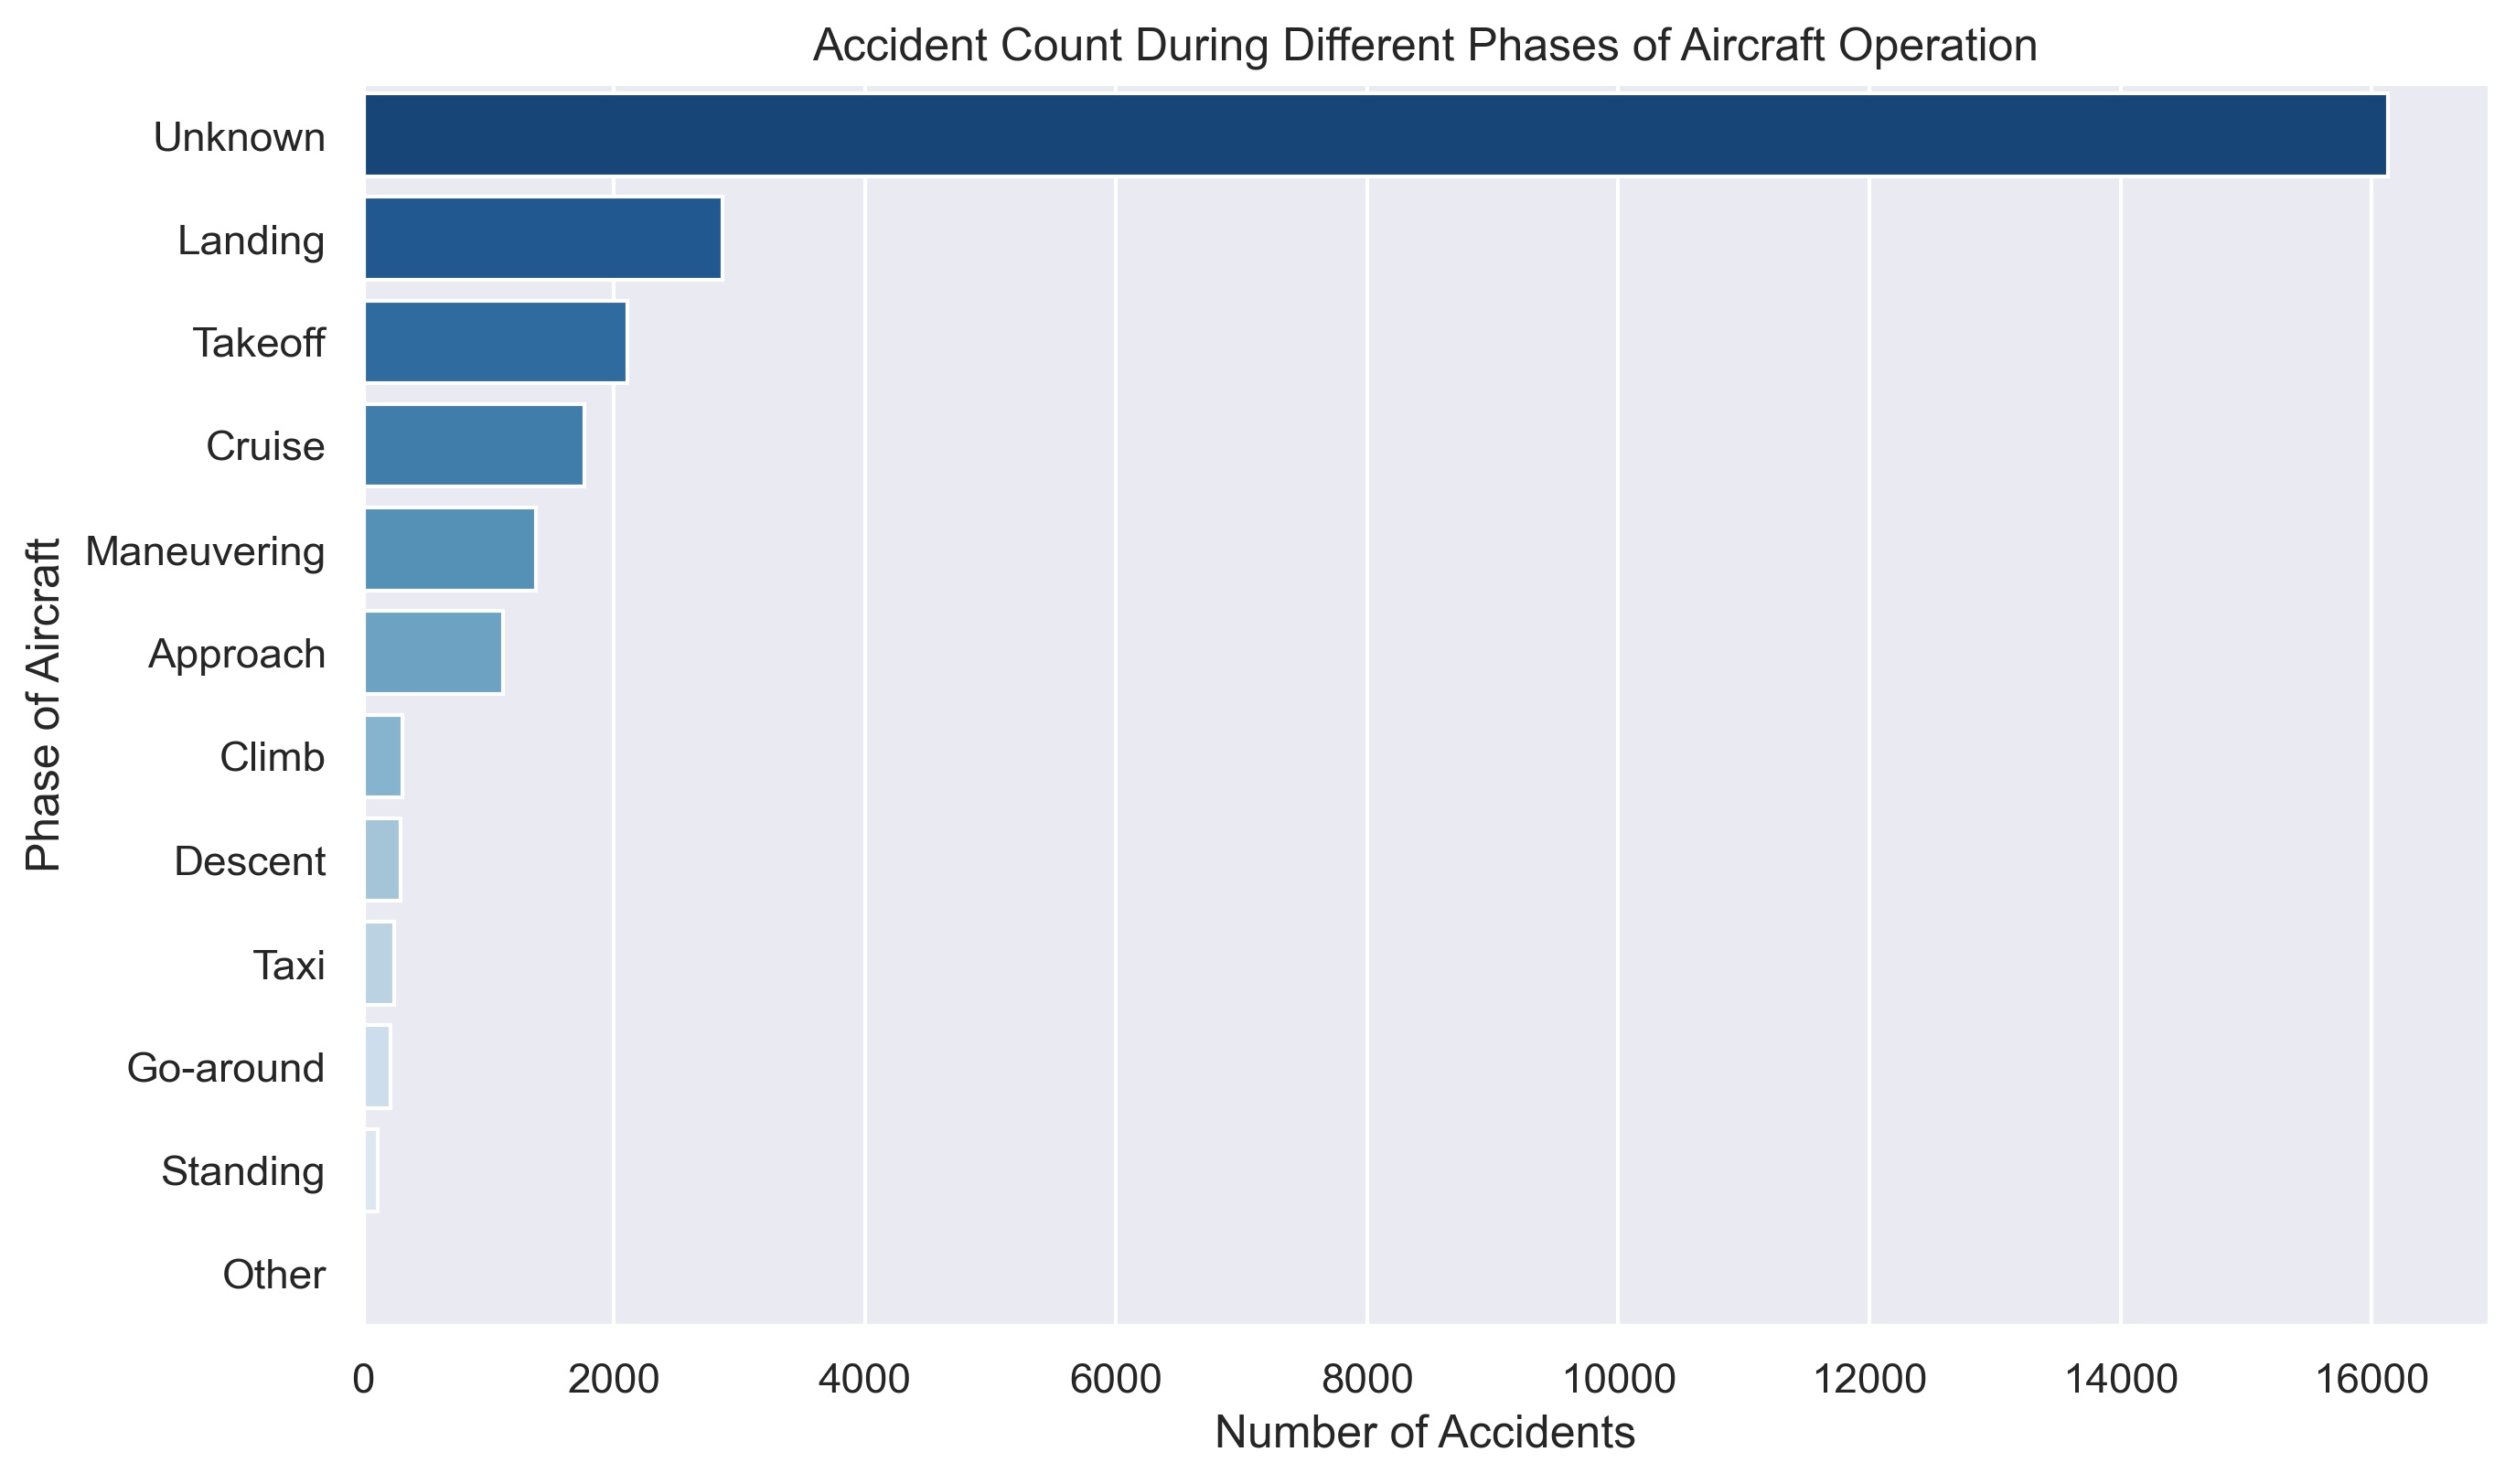 Accident Count During Different Phases of Aircraft Operation
Phase of Aircraft
Unknown
Landing
Takeoff
Cruise
Maneuvering
Approach
Climb
Descent
Taxi
Go-around
Standing
Other
0 2000 4000 6000 8000 10000 12000 14000 16000
Number of Accidents